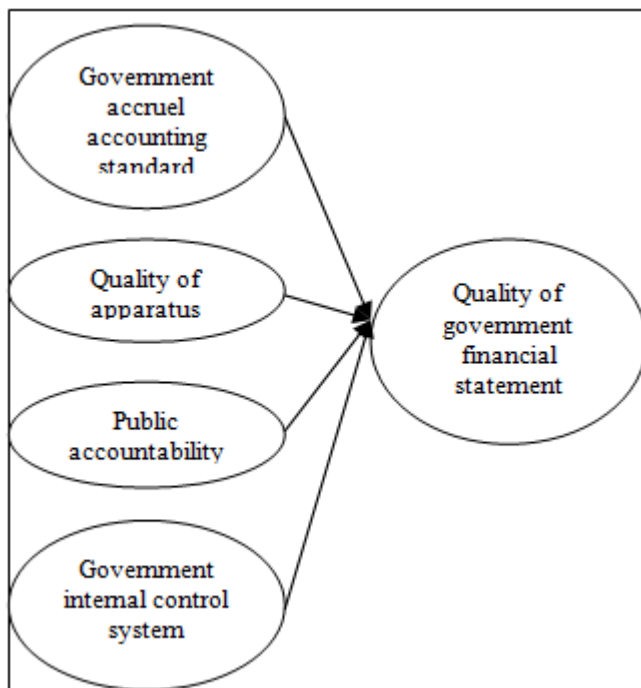 Government
accruel
accounting
standard
Quality of
apparatus
Public
accountability
Government
internal control
system
Quality of
government
financial
statement